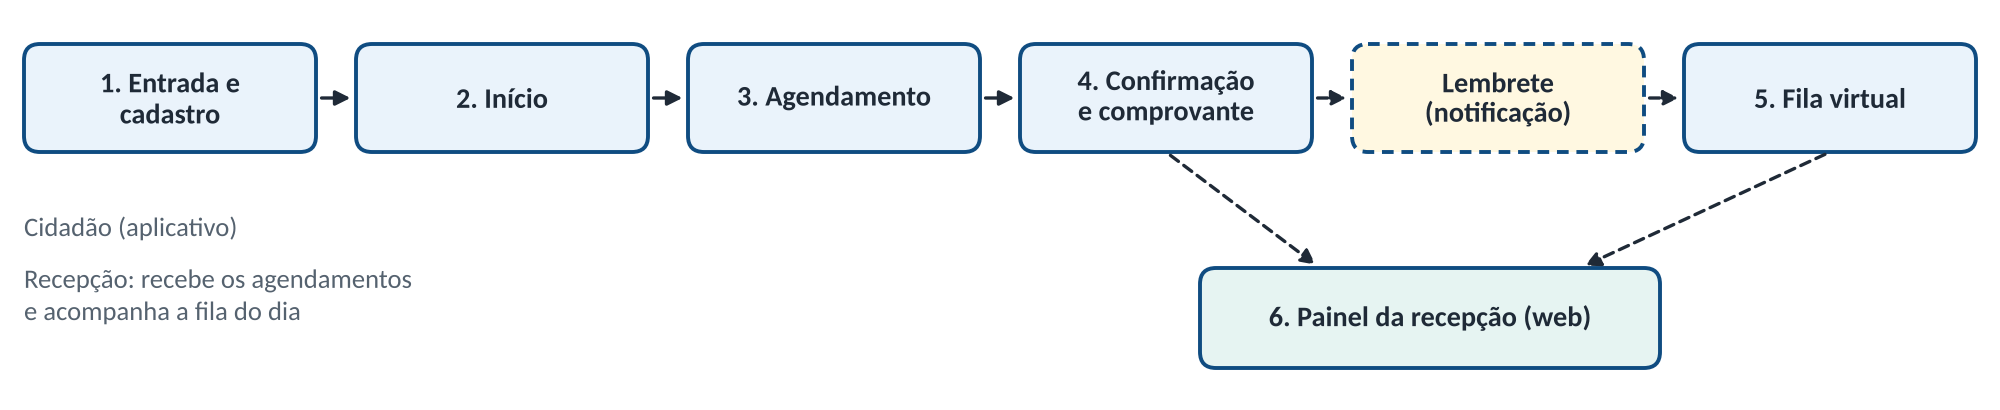 1. Entrada e
cadastro
2. Início
3. Agendamento
4. Confirmação
e comprovante
Lembrete
(notificação)
5. Fila virtual
Cidadão (aplicativo)
Recepção: recebe os agendamentos
e acompanha a fila do dia
6. Painel da recepção (web)